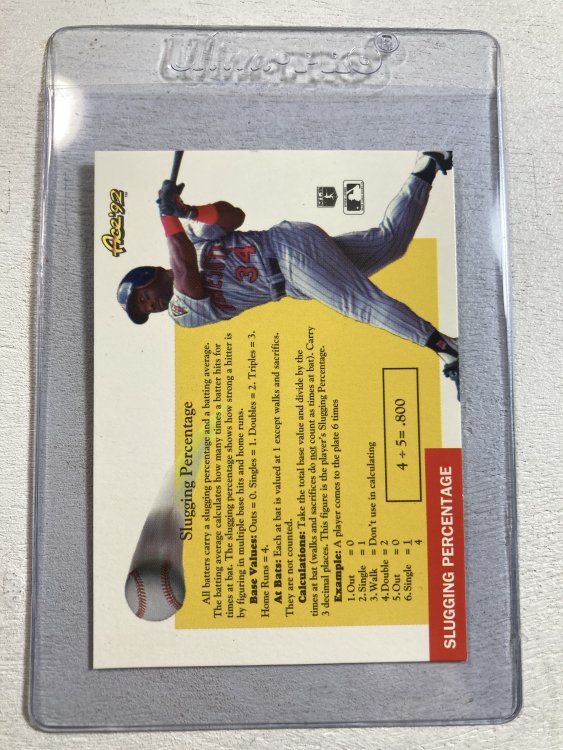 Ultra·PRO®
Pro '92
MINNESOTA
34
Slugging Percentage
All batters carry a slugging percentage and a batting average.
The batting average calculates how many times a batter hits for
times at bat. The slugging percentage shows how strong a hitter is
by figuring in multiple base hits and home runs.
Base Values: Outs = 0. Singles = 1. Doubles = 2. Triples = 3.
Home Runs = 4.
At Bats: Each at bat is valued at 1 except walks and sacrifices.
They are not counted.
Calculations: Take the total base value and divide by the
times at bat (walks and sacrifices do not count as times at bat). Carry
3 decimal places. This figure is the player's Slugging Percentage.
Example: A player comes to the plate 6 times
1. Out = 0
2. Single = 1
3. Walk = Don't use in calculating
4. Double = 2
5. Out = 0
6. Single = 1
4
4 ÷ 5= .800
SLUGGING PERCENTAGE